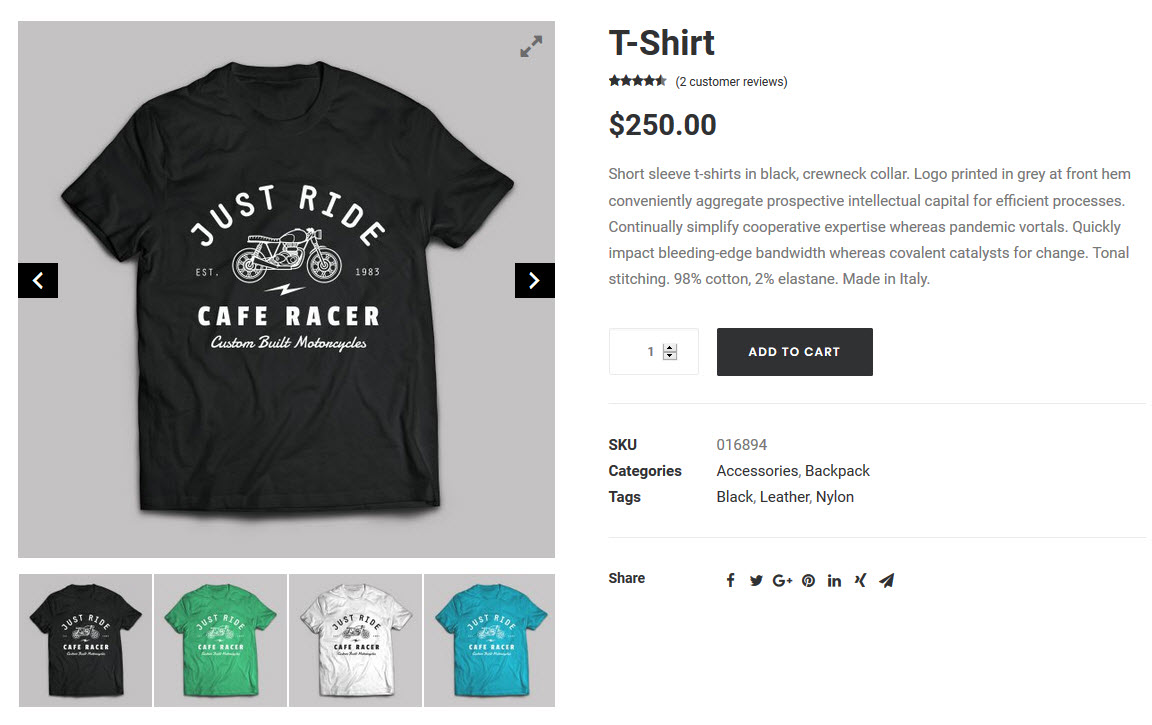 JUST RIDE
EST. 1983
CAFE RACER
Custom Built Motorcycles
T-Shirt
(2 customer reviews)
$250.00
Short sleeve t-shirts in black, crewneck collar. Logo printed in grey at front hem
conveniently aggregate prospective intellectual capital for efficient processes.
Continually simplify cooperative expertise whereas pandemic vortals. Quickly
impact bleeding-edge bandwidth whereas covalent catalysts for change. Tonal
stitching. 98% cotton, 2% elastane. Made in Italy.
1
ADD TO CART
SKU 016894
Categories Accessories, Backpack
Tags Black, Leather, Nylon
Share
JUST RIDE
CAFE RACER
Custom Built Motorcycles
JUST RIDE
CAFE RACER
Custom Built Motorcycles
JUST RIDE
CAFE RACER
Custom Built Motorcycles
JUST RIDE
CAFE RACER
Custom Built Motorcycles